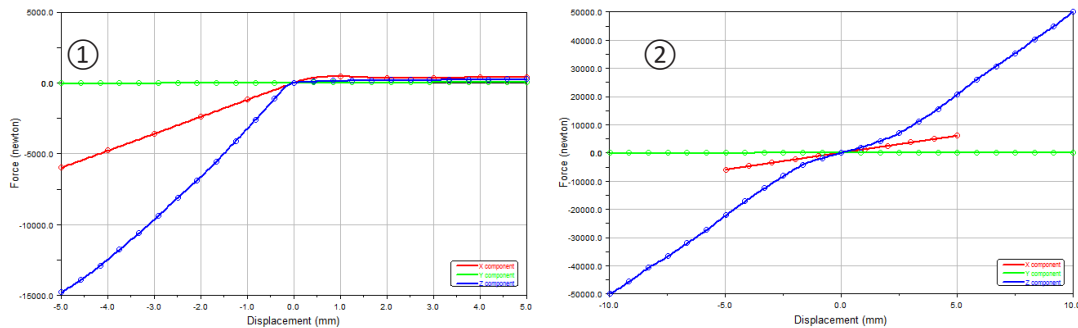 ①
5000.0
0.0
-5000.0
-10000.0
-15000.0
Force (newton)
-5.0 -4.0 -3.0 -2.0 -1.0 0.0 1.0 2.0 3.0 4.0 5.0
Displacement (mm)
X component
Y component
Z component
②
50000.0
40000.0
30000.0
20000.0
10000.0
0.0
-10000.0
-20000.0
-30000.0
-40000.0
-50000.0
Force (newton)
-10.0 -5.0 0.0 5.0 10.0
Displacement (mm)
X component
Y component
Z component